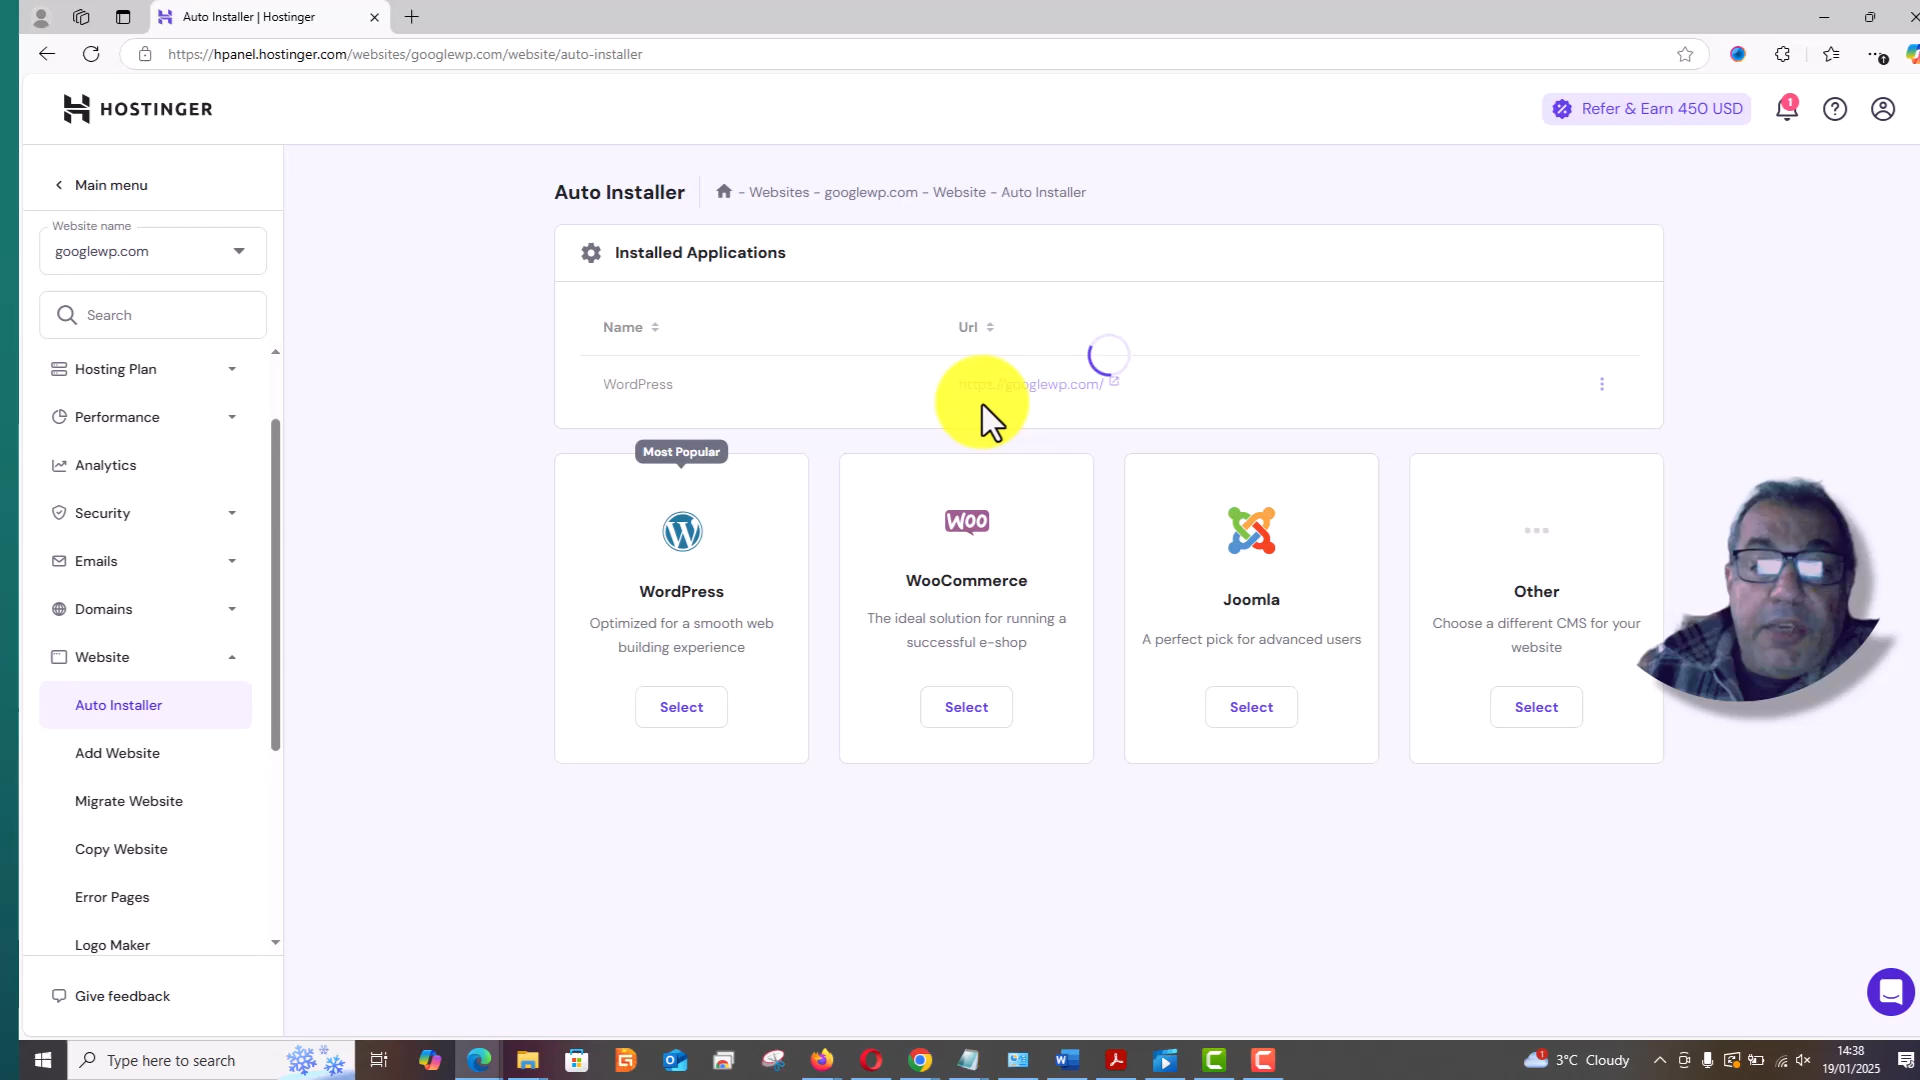 Auto Installer | Hostinger
https://hpanel.hostinger.com/websites/googlewp.com/website/auto-installer
HOSTINGER
Refer & Earn 450 USD
1
Main menu
Website name
googlewp.com
Search
Hosting Plan
Performance
Analytics
Security
Emails
Domains
Website
Auto Installer
Add Website
Migrate Website
Copy Website
Error Pages
Logo Maker
Give feedback
Auto Installer
- Websites - googlewp.com - Website - Auto Installer
Installed Applications
Name
Url
WordPress
https://googlewp.com/
Most Popular
WordPress
Optimized for a smooth web
building experience
Select
WOO
WooCommerce
The ideal solution for running a
successful e-shop
Select
Joomla
A perfect pick for advanced users
Select
Other
Choose a different CMS for your
website
Select
Type here to search
1
3°C Cloudy
14:38
19/01/2025